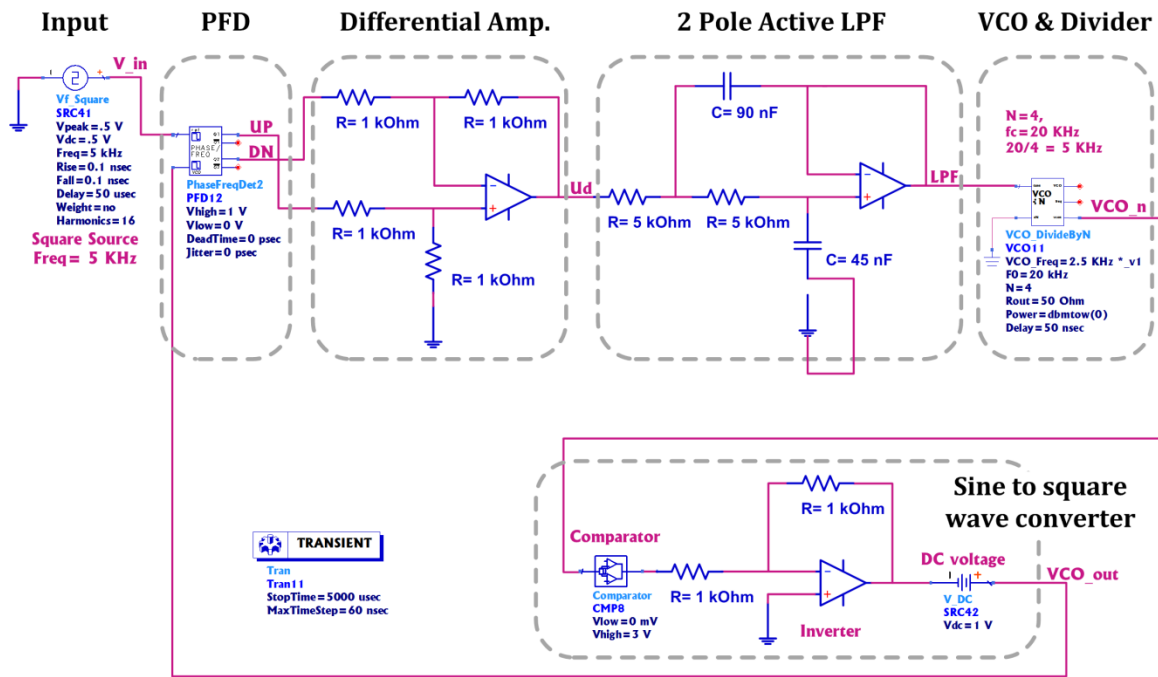 Input
PFD
Differential Amp.
2 Pole Active LPF
VCO & Divider
V_in
Vf_Square
SRC41
Vpeak=.5 V
Vdc=.5 V
Freq=5 kHz
Rise=0.1 nsec
Fall=0.1 nsec
Delay=50 usec
Weight=no
Harmonics=16
Square Source
Freq= 5 KHz
PHASE/
FREQ
UP
DN
PhaseFreqDet2
PFD12
Vhigh=1 V
Vlow=0 V
DeadTime=0 psec
Jitter=0 psec
R= 1 kOhm
R= 1 kOhm
R= 1 kOhm
R= 1 kOhm
Ud
C= 90 nF
R= 5 kOhm
R= 5 kOhm
C= 45 nF
LPF
N=4,
fc=20 KHz
20/4 = 5 KHz
VCO
÷N
VCO_n
VCO_DivideByN
VCO11
VCO_Freq=2.5 KHz *_v1
F0=20 kHz
N=4
Rout=50 Ohm
Power=dbmtow(0)
Delay=50 nsec
TRANSIENT
Tran
Tran11
StopTime=5000 usec
MaxTimeStep=60 nsec
Sine to square
wave converter
Comparator
Comparator
CMP8
Vlow=0 mV
Vhigh=3 V
R= 1 kOhm
R= 1 kOhm
Inverter
DC voltage
V_DC
SRC42
Vdc=1 V
VCO_out